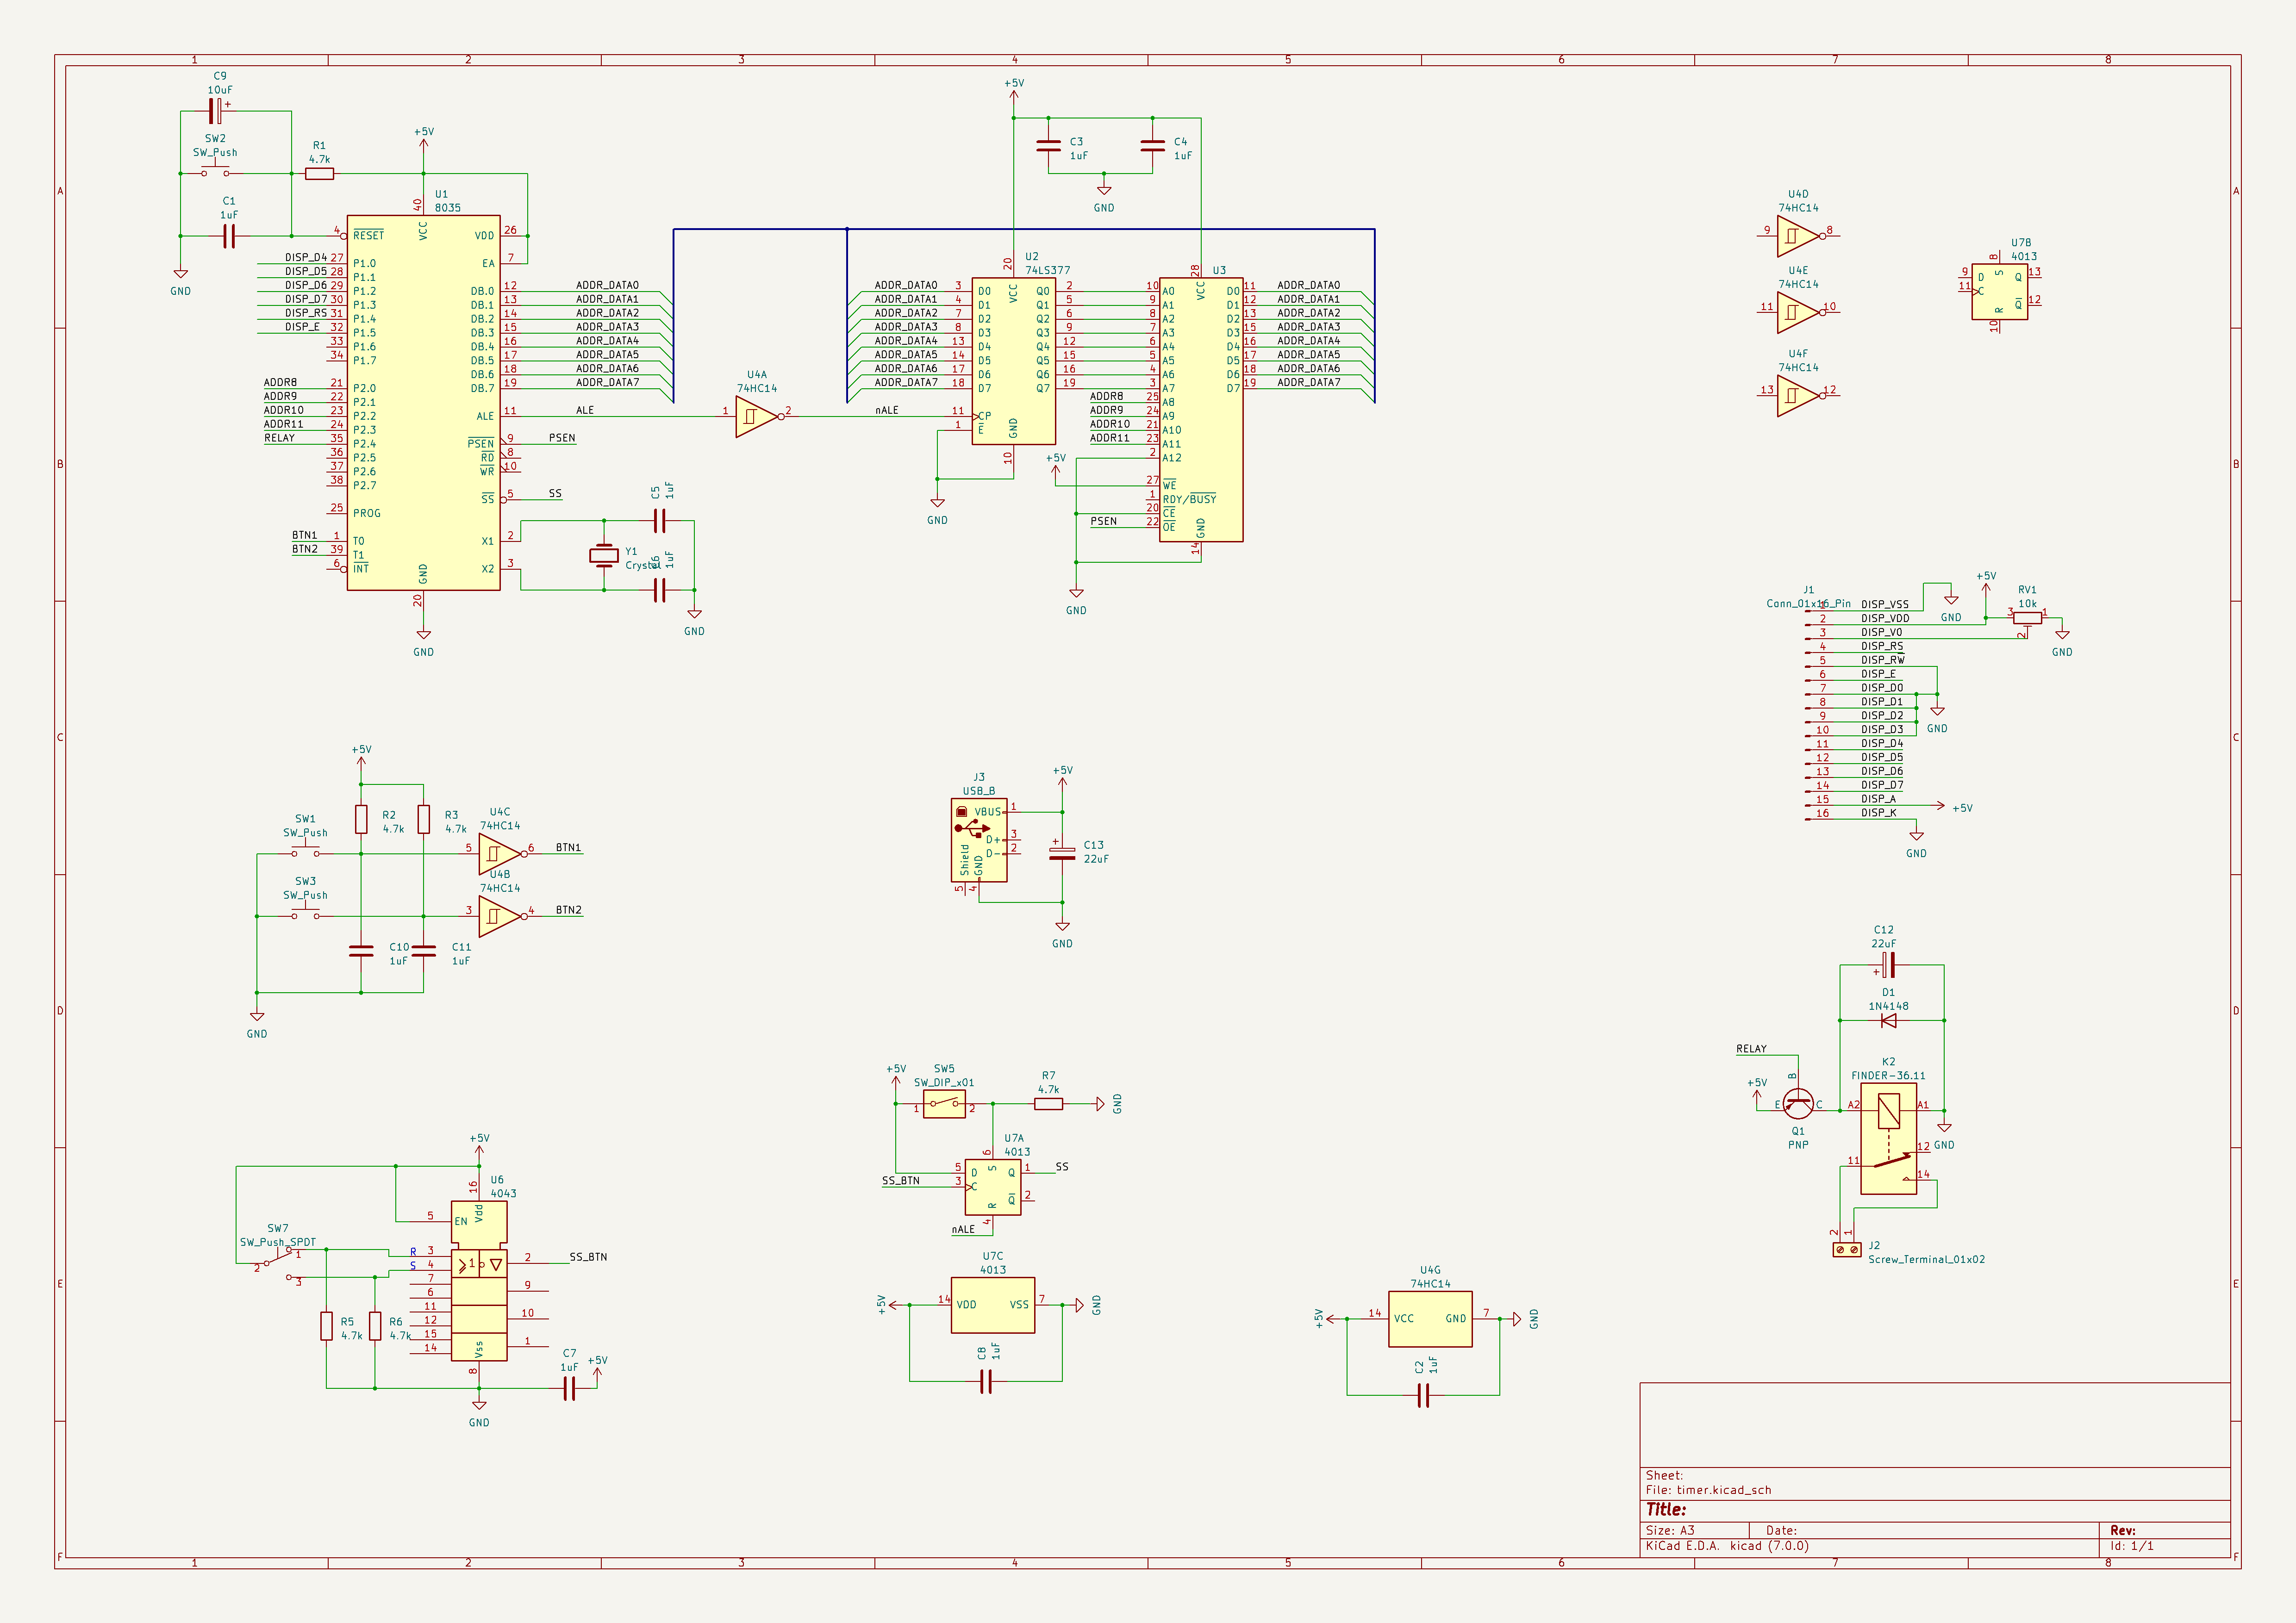 1 2 3 4 5 6 7 8
A B C D E F
C9
10uF
+
SW2
SW_Push
R1
4.7k
+5V
C1
1uF
GND
U1
8035
40
VCC
4 RESET
VDD 26
EA 7
DISP_D4 27 P1.0
DISP_D5 28 P1.1
DISP_D6 29 P1.2
DISP_D7 30 P1.3
DISP_RS 31 P1.4
DISP_E 32 P1.5
33 P1.6
34 P1.7
ADDR8 21 P2.0
ADDR9 22 P2.1
ADDR10 23 P2.2
ADDR11 24 P2.3
RELAY 35 P2.4
36 P2.5
37 P2.6
38 P2.7
25 PROG
BTN1 1 T0
BTN2 39 T1
6 INT
DB.0 12 ADDR_DATA0
DB.1 13 ADDR_DATA1
DB.2 14 ADDR_DATA2
DB.3 15 ADDR_DATA3
DB.4 16 ADDR_DATA4
DB.5 17 ADDR_DATA5
DB.6 18 ADDR_DATA6
DB.7 19 ADDR_DATA7
ALE 11 ALE
PSEN 9 PSEN
RD 8
WR 10
SS 5 SS
X1 2
X2 3
GND
20
GND
C5
1uF
Y1
Crystal
C6
1uF
GND
U4A
74HC14
1 2
nALE
+5V
C3
1uF
C4
1uF
GND
U2
74LS377
20
VCC
ADDR_DATA0 3 D0 Q0 2
ADDR_DATA1 4 D1 Q1 5
ADDR_DATA2 7 D2 Q2 6
ADDR_DATA3 8 D3 Q3 9
ADDR_DATA4 13 D4 Q4 12
ADDR_DATA5 14 D5 Q5 15
ADDR_DATA6 17 D6 Q6 16
ADDR_DATA7 18 D7 Q7 19
11 CP
1 E
GND
10
GND
U3
28
VCC
10 A0 D0 11 ADDR_DATA0
9 A1 D1 12 ADDR_DATA1
8 A2 D2 13 ADDR_DATA2
7 A3 D3 15 ADDR_DATA3
6 A4 D4 16 ADDR_DATA4
5 A5 D5 17 ADDR_DATA5
4 A6 D6 18 ADDR_DATA6
3 A7 D7 19 ADDR_DATA7
ADDR8 25 A8
ADDR9 24 A9
ADDR10 21 A10
ADDR11 23 A11
2 A12
+5V
27 WE
1 RDY/BUSY
20 CE
PSEN 22 OE
GND
14
GND
U4D
74HC14
9 8
U4E
74HC14
11 10
U4F
74HC14
13 12
U7B
4013
8
9 D S Q 13
11 C
Q 12
R
10
J1
Conn_01x16_Pin
1 DISP_VSS
2 DISP_VDD
3 DISP_V0
4 DISP_RS
5 DISP_RW
6 DISP_E
7 DISP_D0
8 DISP_D1
9 DISP_D2
10 DISP_D3
11 DISP_D4
12 DISP_D5
13 DISP_D6
14 DISP_D7
15 DISP_A +5V
16 DISP_K
GND
GND
+5V
RV1
10k
3 1
2
GND
GND
+5V
R2
4.7k
R3
4.7k
SW1
SW_Push
U4C
74HC14
5 6 BTN1
SW3
SW_Push
U4B
74HC14
3 4 BTN2
C10
1uF
C11
1uF
GND
J3
USB_B
VBUS 1
D+ 3
D- 2
Shield
GND
5 4
+5V
+
C13
22uF
GND
C12
22uF
+
D1
1N4148
RELAY
K2
FINDER-36.11
+5V
B
E C
Q1
PNP
A2 A1
GND
12
11
14
2 1
J2
Screw_Terminal_01x02
+5V
SW5
SW_DIP_x01
1 2
R7
4.7k
GND
U7A
4013
6
5 D S Q 1 SS
SS_BTN 3 C
Q 2
R
4
nALE
U7C
4013
+5V 14 VDD VSS 7 GND
C8
1uF
U4G
74HC14
+5V 14 VCC GND 7 GND
C2
1uF
+5V
U6
4043
16
Vdd
5 EN
SW7
SW_Push_SPDT
1
2
3
R 3
S 4
7
6
11
12
15
14
1
2 SS_BTN
9
10
1
Vss
8
R5
4.7k
R6
4.7k
C7
1uF
+5V
GND
Sheet:
File: timer.kicad_sch
Title:
Size: A3 Date: Rev:
KiCad E.D.A. kicad (7.0.0) Id: 1/1
1 2 3 4 5 6 7 8
A B C D E F